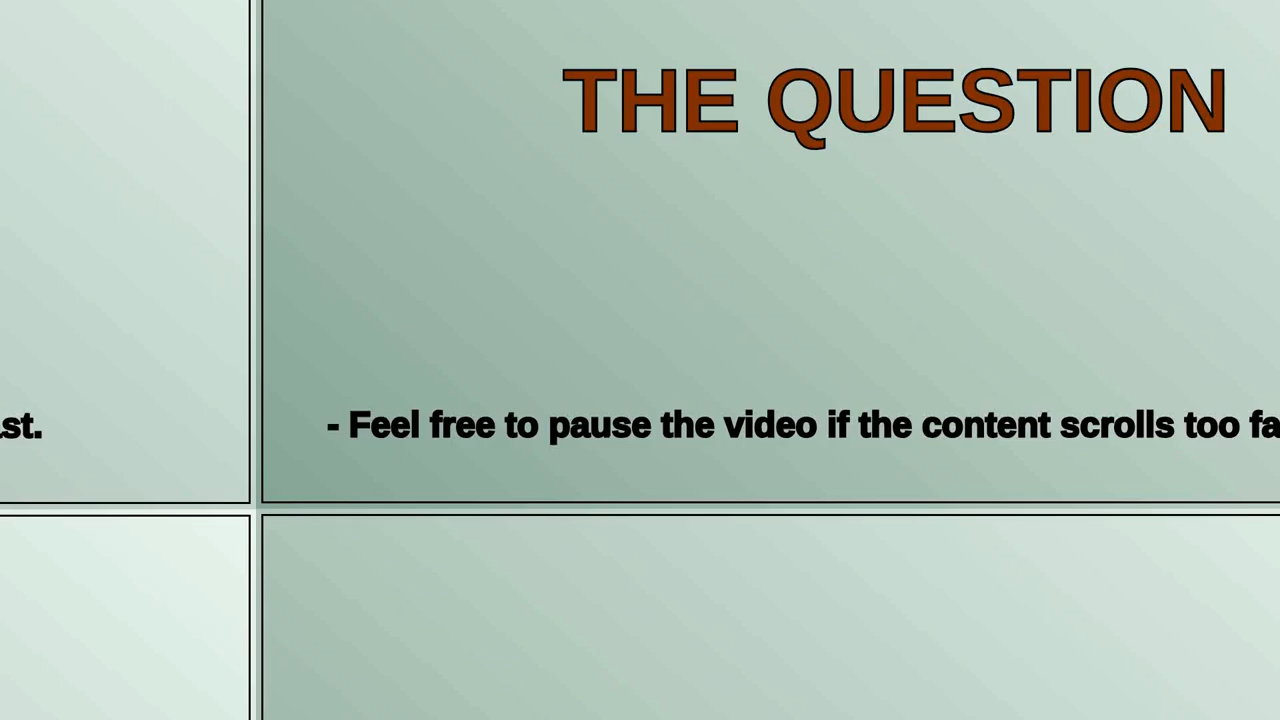 THE QUESTION
st.
- Feel free to pause the video if the content scrolls too fa